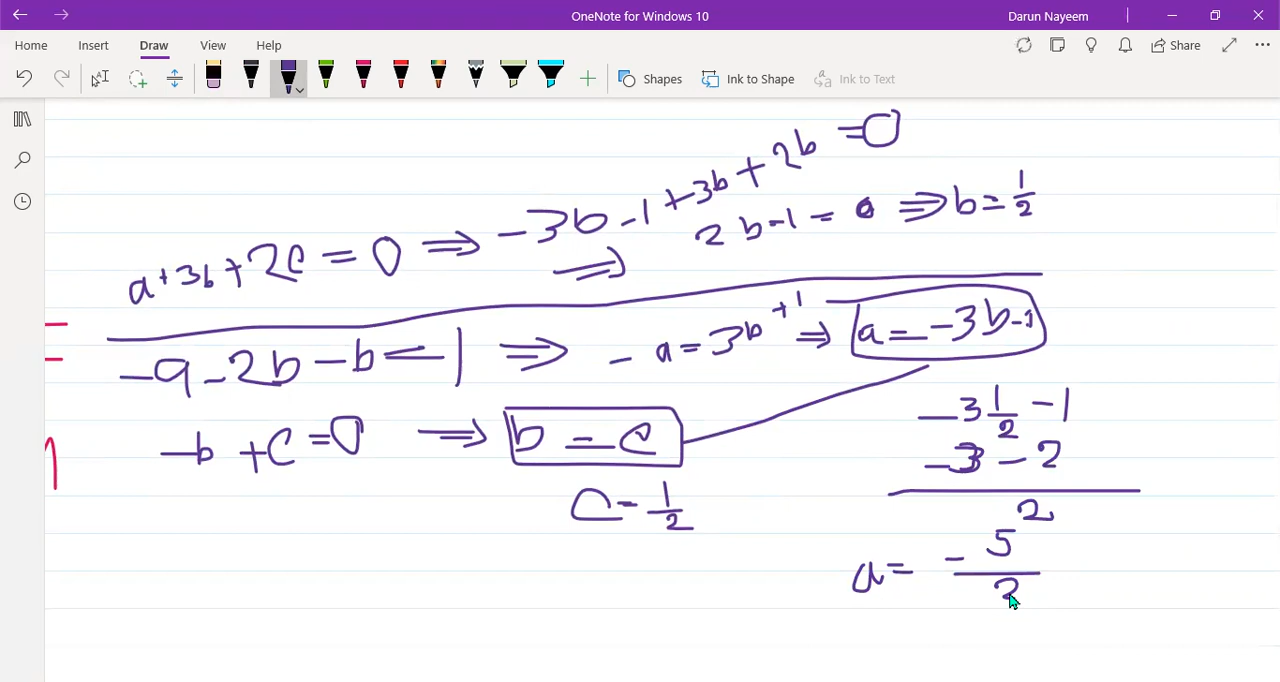 OneNote for Windows 10
Darun Nayeem
Home Insert Draw View Help
Share
Shapes Ink to Shape Ink to Text
a+3b+2c=0 ⟹ -3b-1+3b+2b=0
⟹ 2b-1=0 ⟹ b=1/2
-a-2b-b=-1 ⟹ -a=3b+1 ⟹ a=-3b-1
-b+c=0 ⟹ b=c
c=1/2
-3 1/2 -1
-3-2
2
a= -5/2